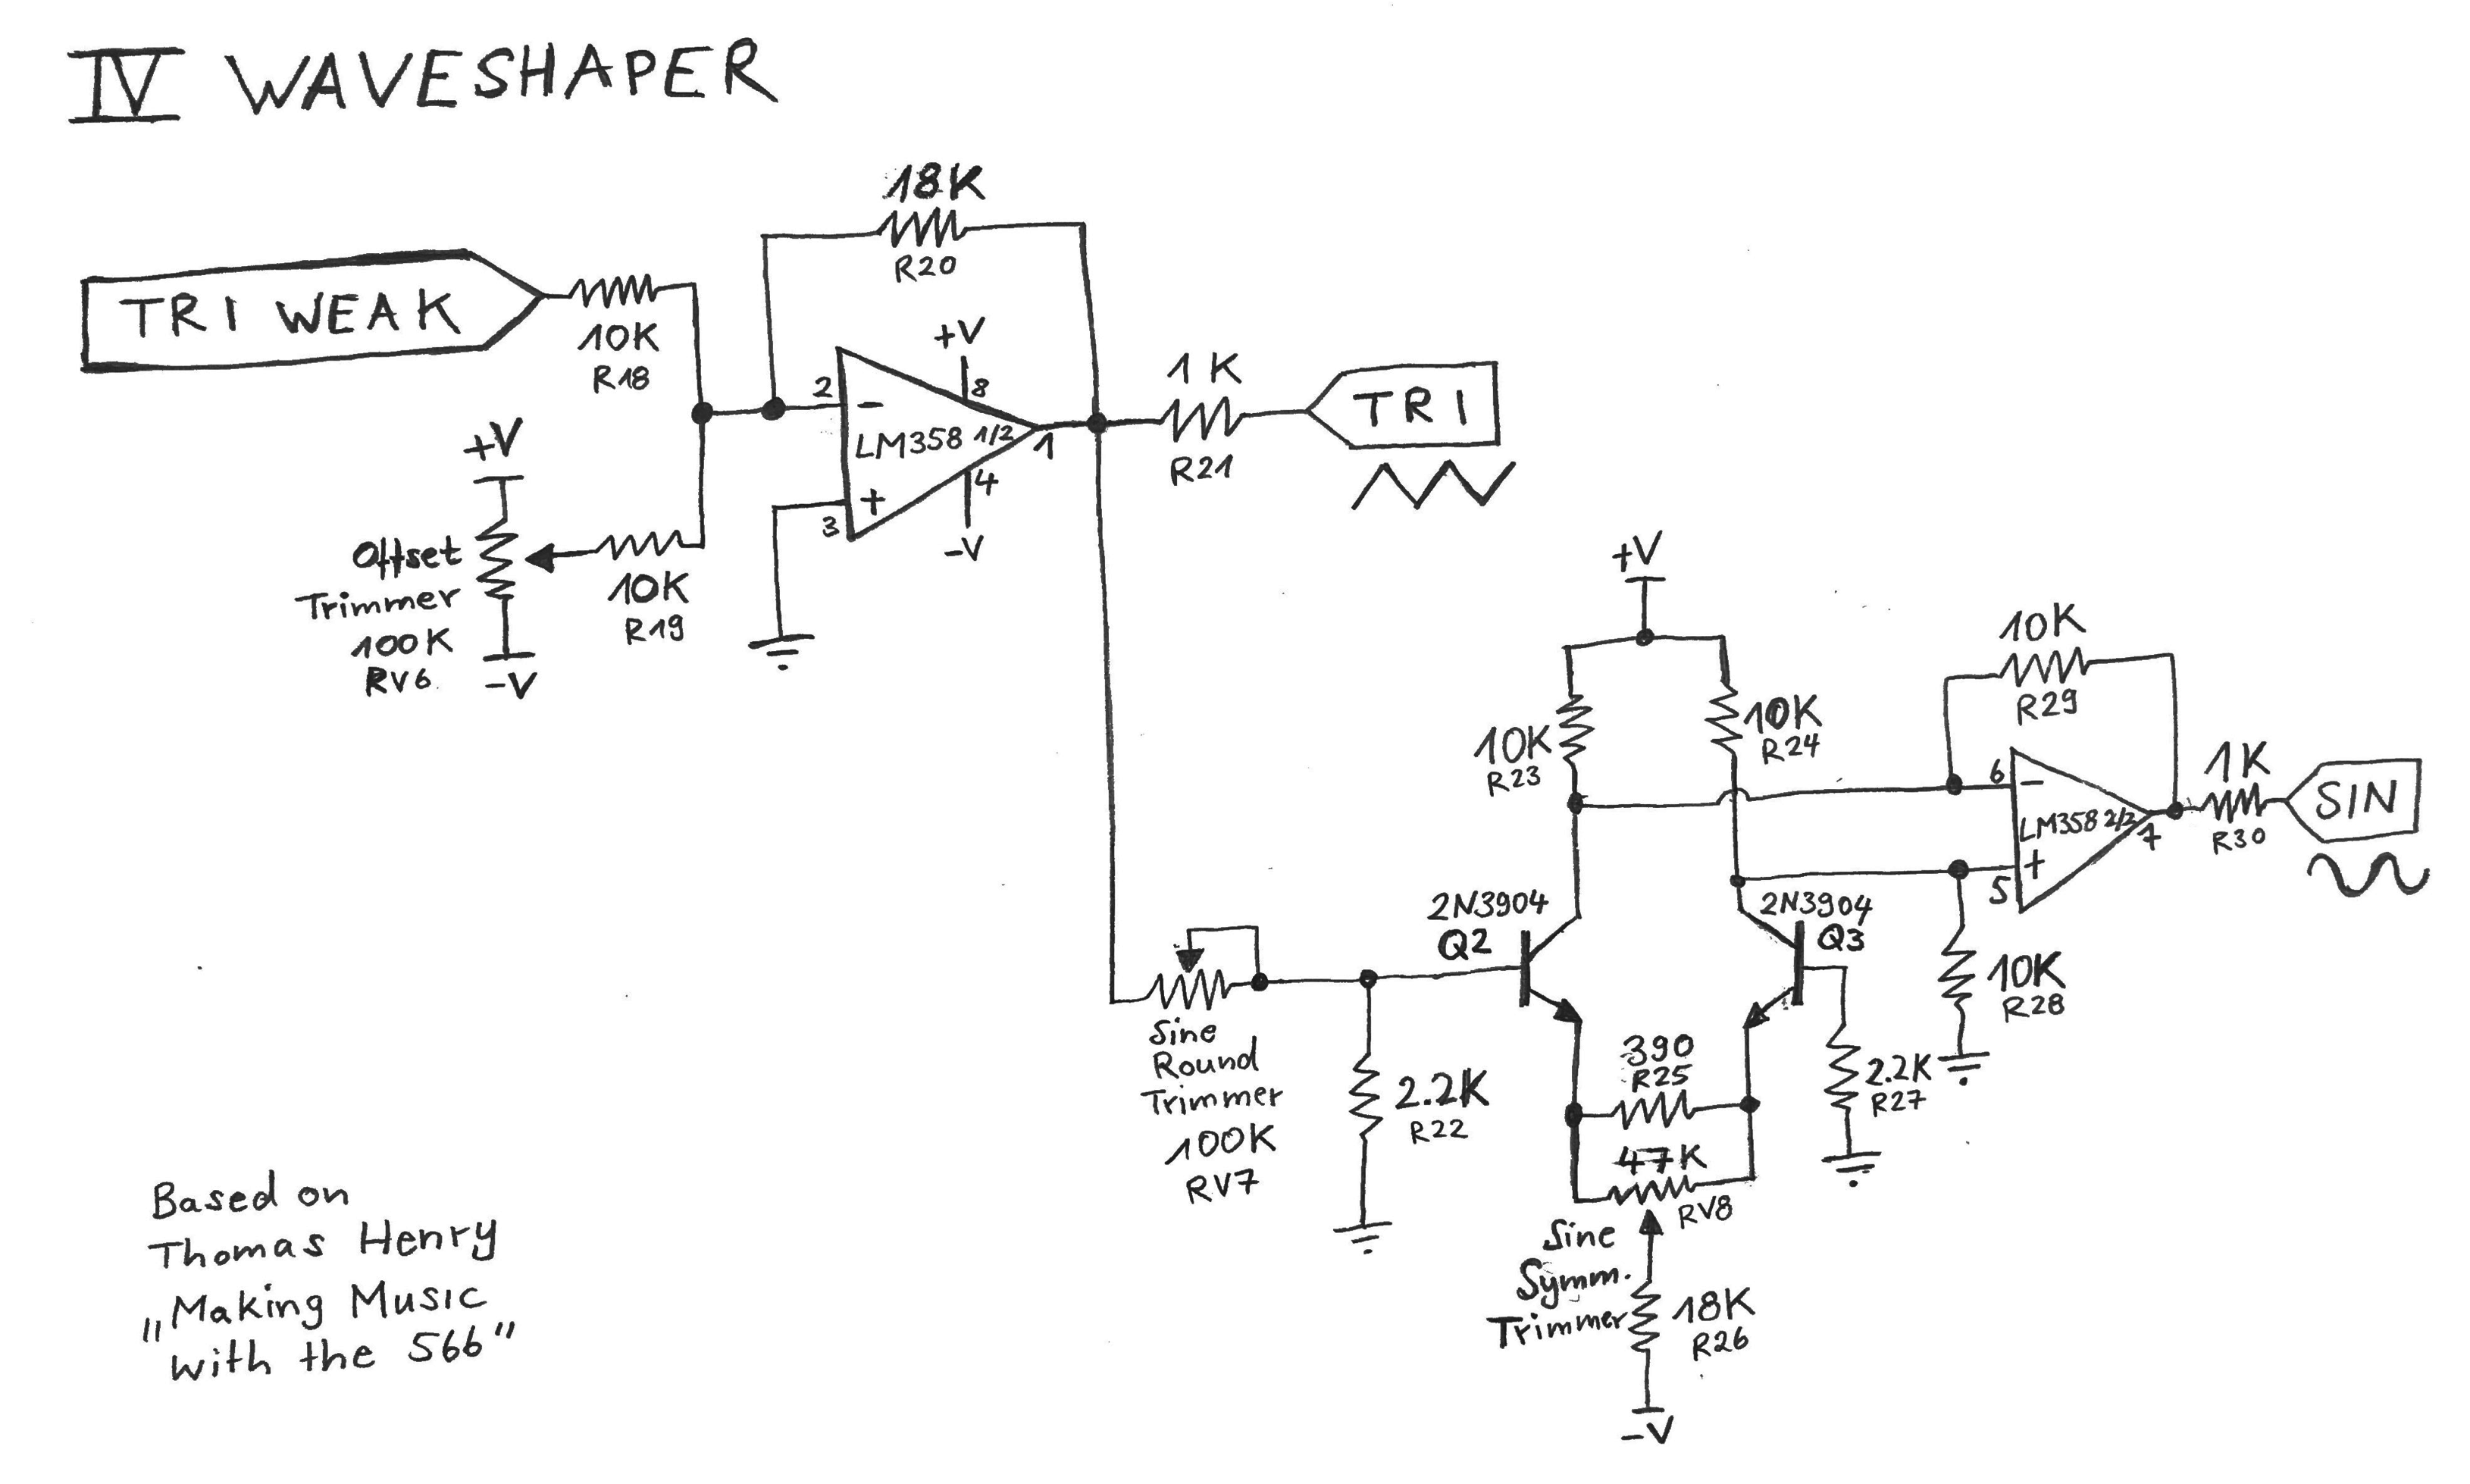 IV WAVESHAPER
18K
R20
TRI WEAK
10K
R18
+V
8
2
-
LM358 1/2
1
+
3
4
-V
1K
R21
TRI
+V
Offset
Trimmer
100K
RV6
-V
10K
R19
+V
10K
R23
10K
R24
10K
R29
6
-
LM358 2/2
7
+
5
1K
R30
SIN
2N3904
Q2
2N3904
Q3
10K
R28
Sine
Round
Trimmer
100K
RV7
2.2K
R22
390
R25
47K
RV8
2.2K
R27
Sine
Symm.
Trimmer
18K
R26
-V
Based on
Thomas Henry
„Making Music
with the 566"